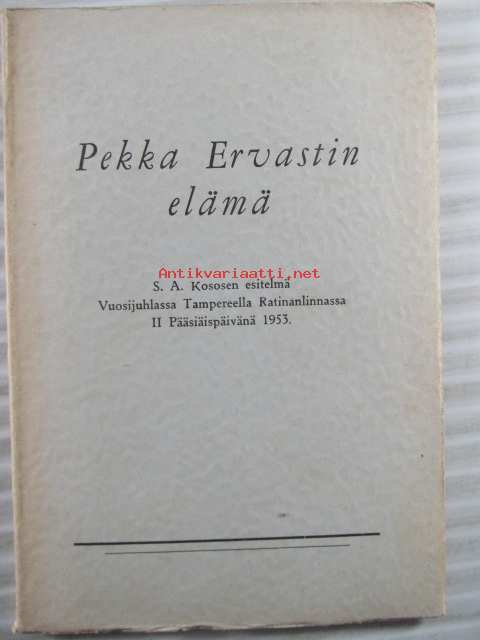 Pekka Ervastin
elämä
Antikvariaatti.net
S. A. Kososen esitelmä
Vuosijuhlassa Tampereella Ratinanlinnassa
II Pääsiäispäivänä 1953.